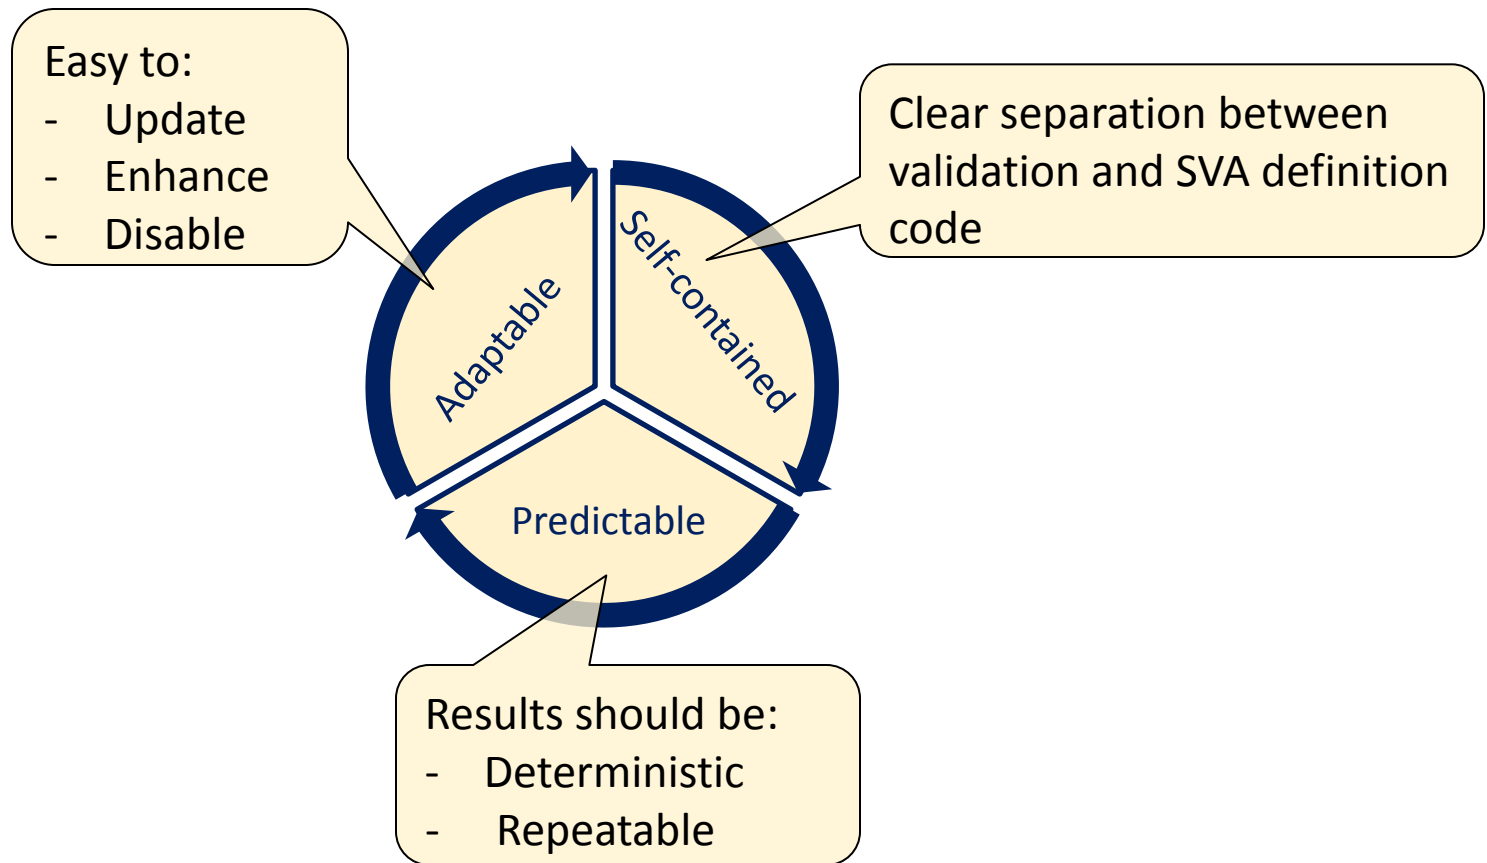 Easy to:
- Update
- Enhance
- Disable
Clear separation between
validation and SVA definition
code
Self-contained
Adaptable
Predictable
Results should be:
- Deterministic
- Repeatable